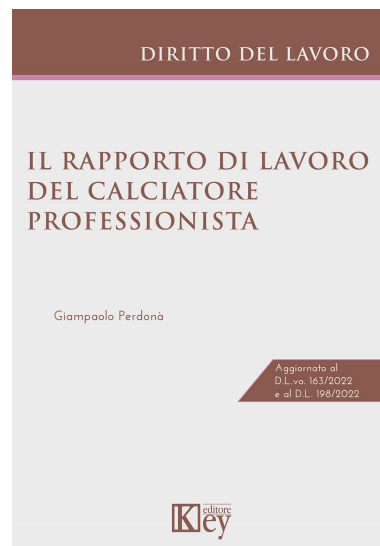 DIRITTO DEL LAVORO
IL RAPPORTO DI LAVORO
DEL CALCIATORE
PROFESSIONISTA
Giampaolo Perdonà
Aggiornato al
D.L.vo. 163/2022
e al D.L. 198/2022
Key editore